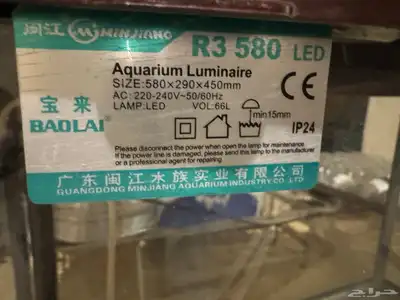 闽江 MINJIANG R3 580 LED
Aquarium Luminaire
SIZE:580×290×450mm
AC: 220-240V~50/60Hz
LAMP:LED VOL:66L
CE
宝来
BAOLAI
min15mm
IP24
Please disconnect the power when open the lamp for maintenance.
If the power line is damaged, please send this to the manufacturer
or a professional agent for repairing.
广东闽江水族实业有限公司
GUANGDONG MINJIANG AQUARIUM INDUSTRY CO.LTD.
حراج